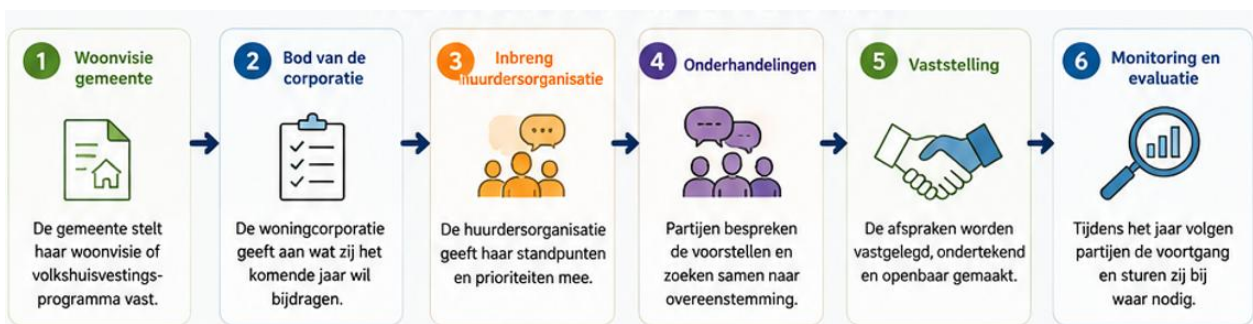 1
Woonvisie
gemeente
De gemeente stelt
haar woonvisie of
volkshuisvestings-
programma vast.
2
Bod van de
corporatie
De woningcorporatie
geeft aan wat zij het
komende jaar wil
bijdragen.
3
Inbreng
huurdersorganisatie
De huurdersorganisatie
geeft haar standpunten
en prioriteiten mee.
4
Onderhandelingen
Partijen bespreken
de voorstellen en
zoeken samen naar
overeenstemming.
5
Vaststelling
De afspraken worden
vastgelegd, ondertekend
en openbaar gemaakt.
6
Monitoring en
evaluatie
Tijdens het jaar volgen
partijen de voortgang
en sturen zij bij
waar nodig.